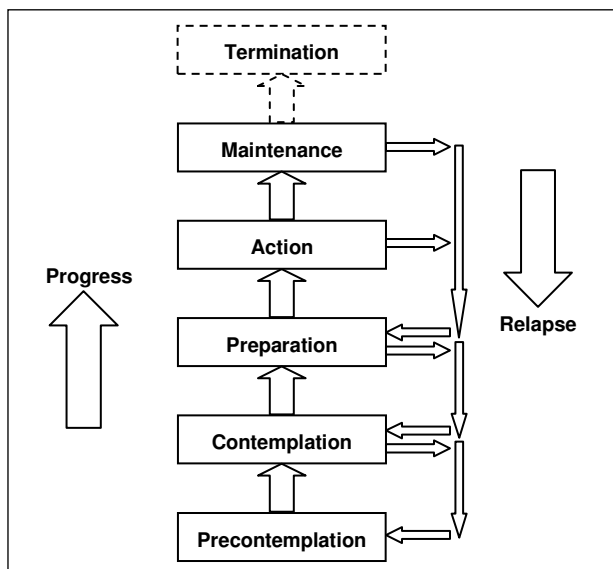 Termination
Maintenance
Action
Progress
Relapse
Preparation
Contemplation
Precontemplation